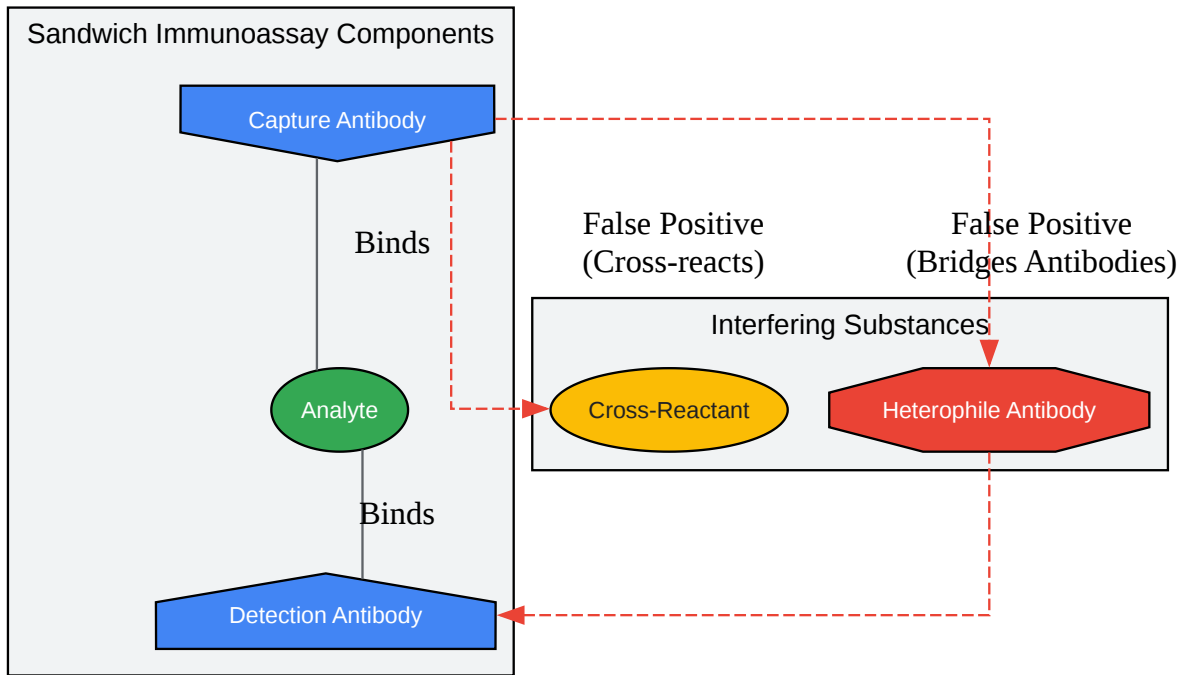 Sandwich Immunoassay Components
Capture Antibody
Binds
False Positive
(Cross-reacts)
False Positive
(Bridges Antibodies)
Interfering Substances
Analyte
Cross-Reactant
Heterophile Antibody
Binds
Detection Antibody